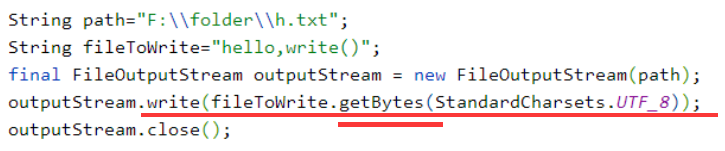 String path="F:\\folder\\h.txt";
String fileToWrite="hello,write()";
final FileOutputStream outputStream = new FileOutputStream(path);
outputStream.write(fileToWrite.getBytes(StandardCharsets.UTF_8));
outputStream.close();